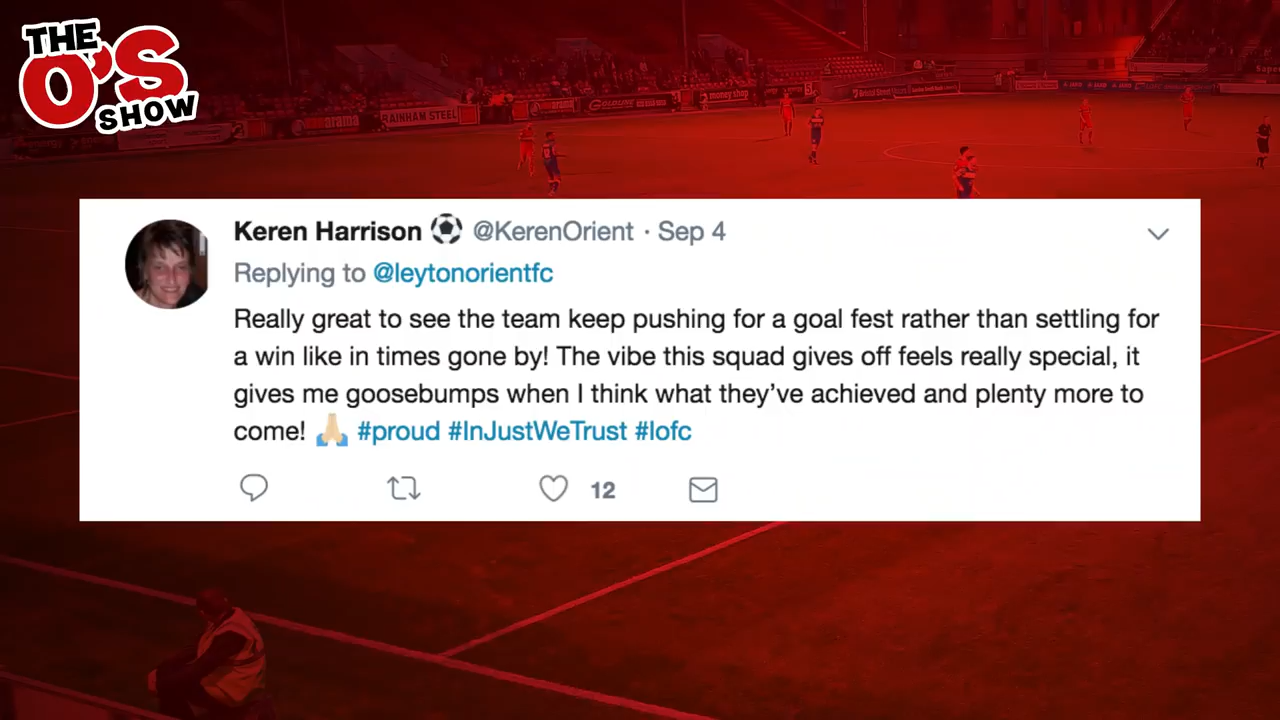 THE
O'S
SHOW
RAINHAM STEEL
GOLDLINE
money shop
Keren Harrison ⚽ @KerenOrient · Sep 4
Replying to @leytonorientfc
Really great to see the team keep pushing for a goal fest rather than settling for
a win like in times gone by! The vibe this squad gives off feels really special, it
gives me goosebumps when I think what they’ve achieved and plenty more to
come! 🙏🏼 #proud #InJustWeTrust #lofc
12